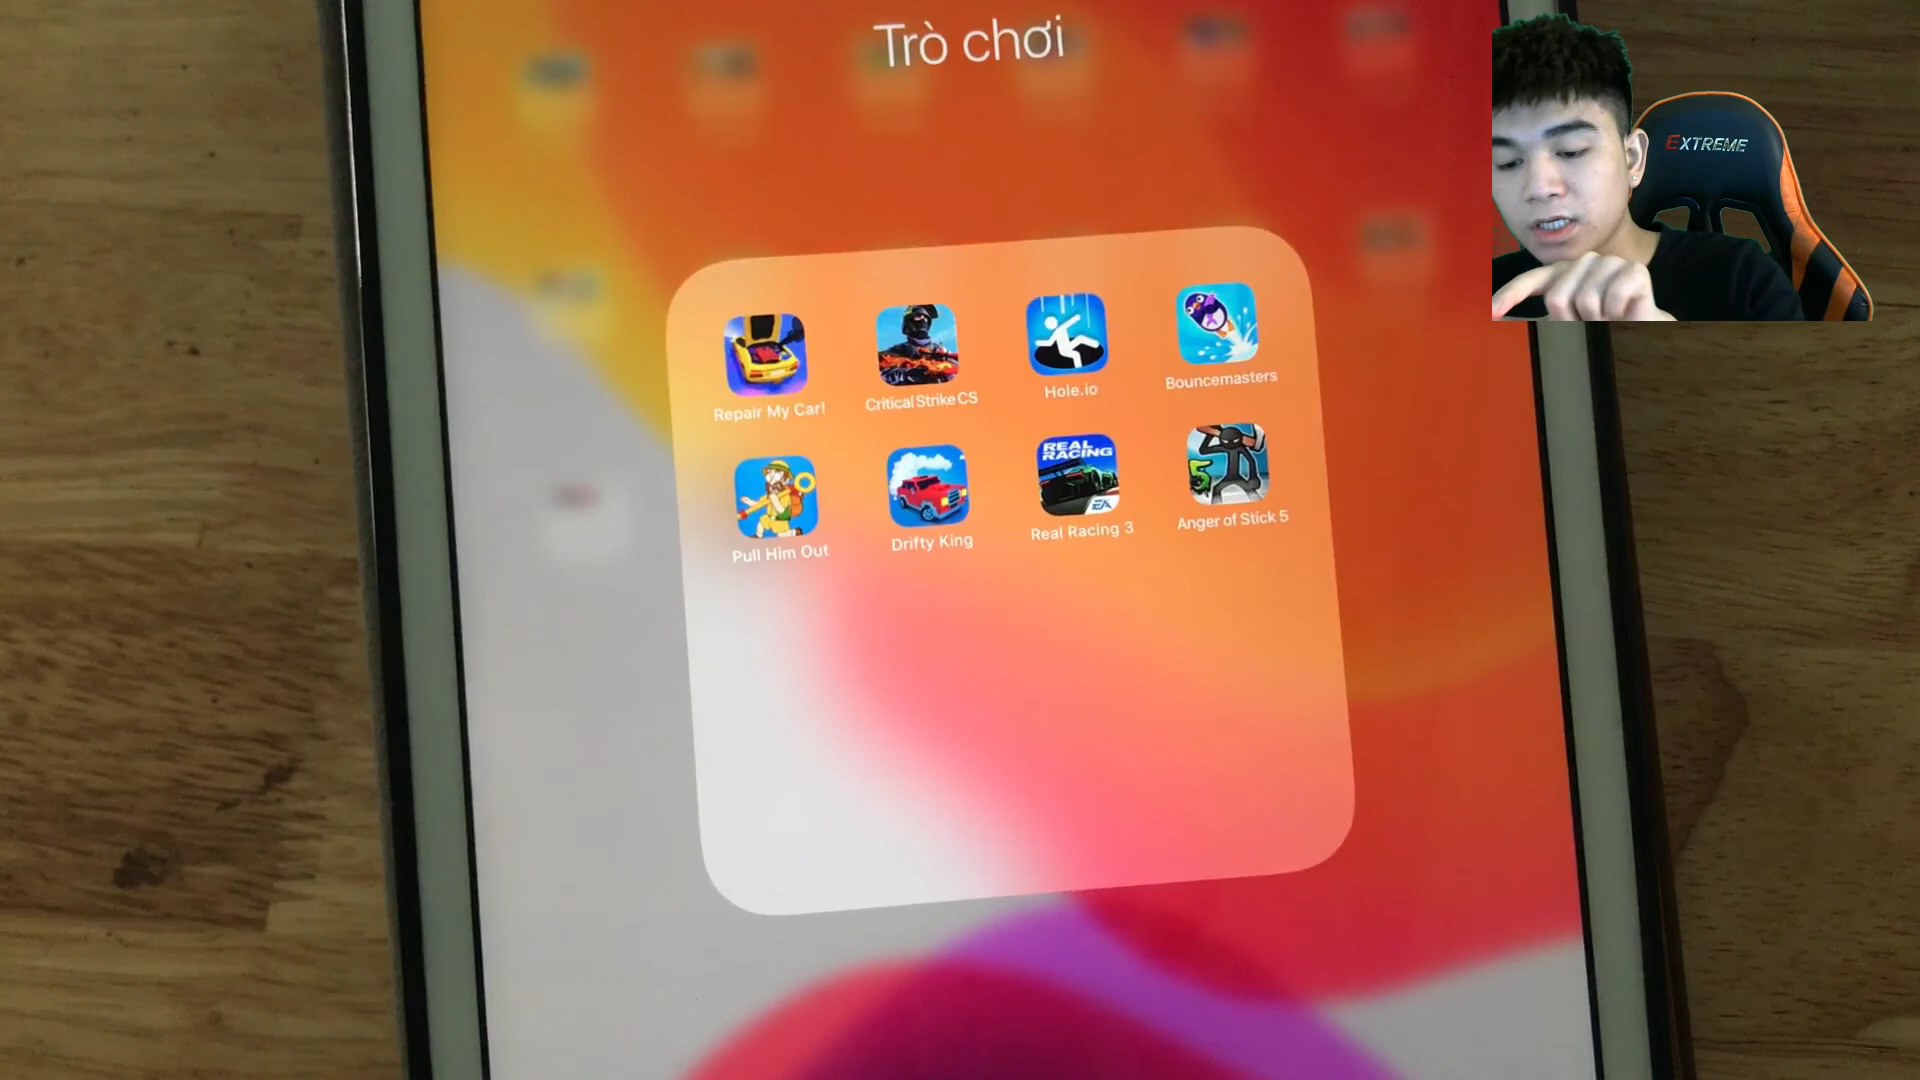 Trò chơi
EXTREME
Repair My Car!
Critical Strike CS
Hole.io
Bouncemasters
REAL
RACING
EA
5
Pull Him Out
Drifty King
Real Racing 3
Anger of Stick 5